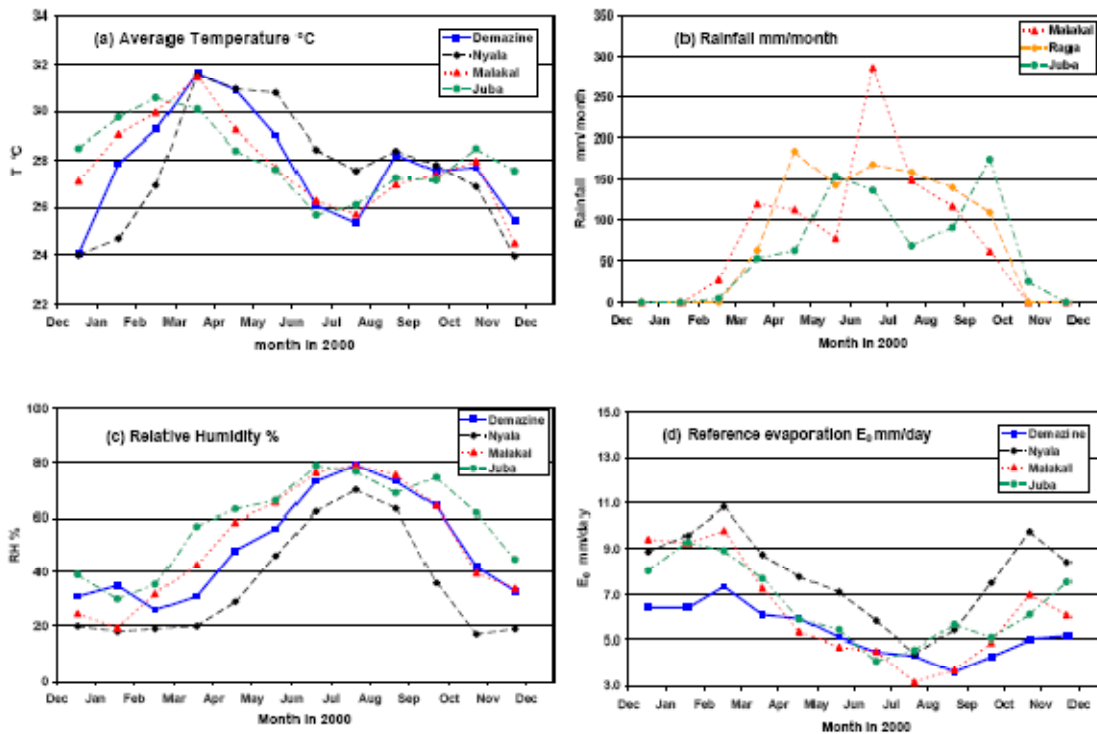 (a) Average Temperature °C
Demazine
Nyala
Malakal
Juba
34
32
30
28
26
24
22
T °C
Dec Jan Feb Mar Apr May Jun Jul Aug Sep Oct Nov Dec
month in 2000
(b) Rainfall mm/month
Malakal
Raga
Juba
350
300
250
200
150
100
50
0
Rainfall mm/month
Dec Jan Feb Mar Apr May Jun Jul Aug Sep Oct Nov Dec
Month in 2000
(c) Relative Humidity %
Demazine
Nyala
Malakal
Juba
100
80
60
40
20
0
RH %
Dec Jan Feb Mar Apr May Jun Jul Aug Sep Oct Nov Dec
Month in 2000
(d) Reference evaporation E₀ mm/day
Demazine
Nyala
Malakal
Juba
15.0
13.0
11.0
9.0
7.0
5.0
3.0
E₀ mm/day
Dec Jan Feb Mar Apr May Jun Jul Aug Sep Oct Nov Dec
Month in 2000